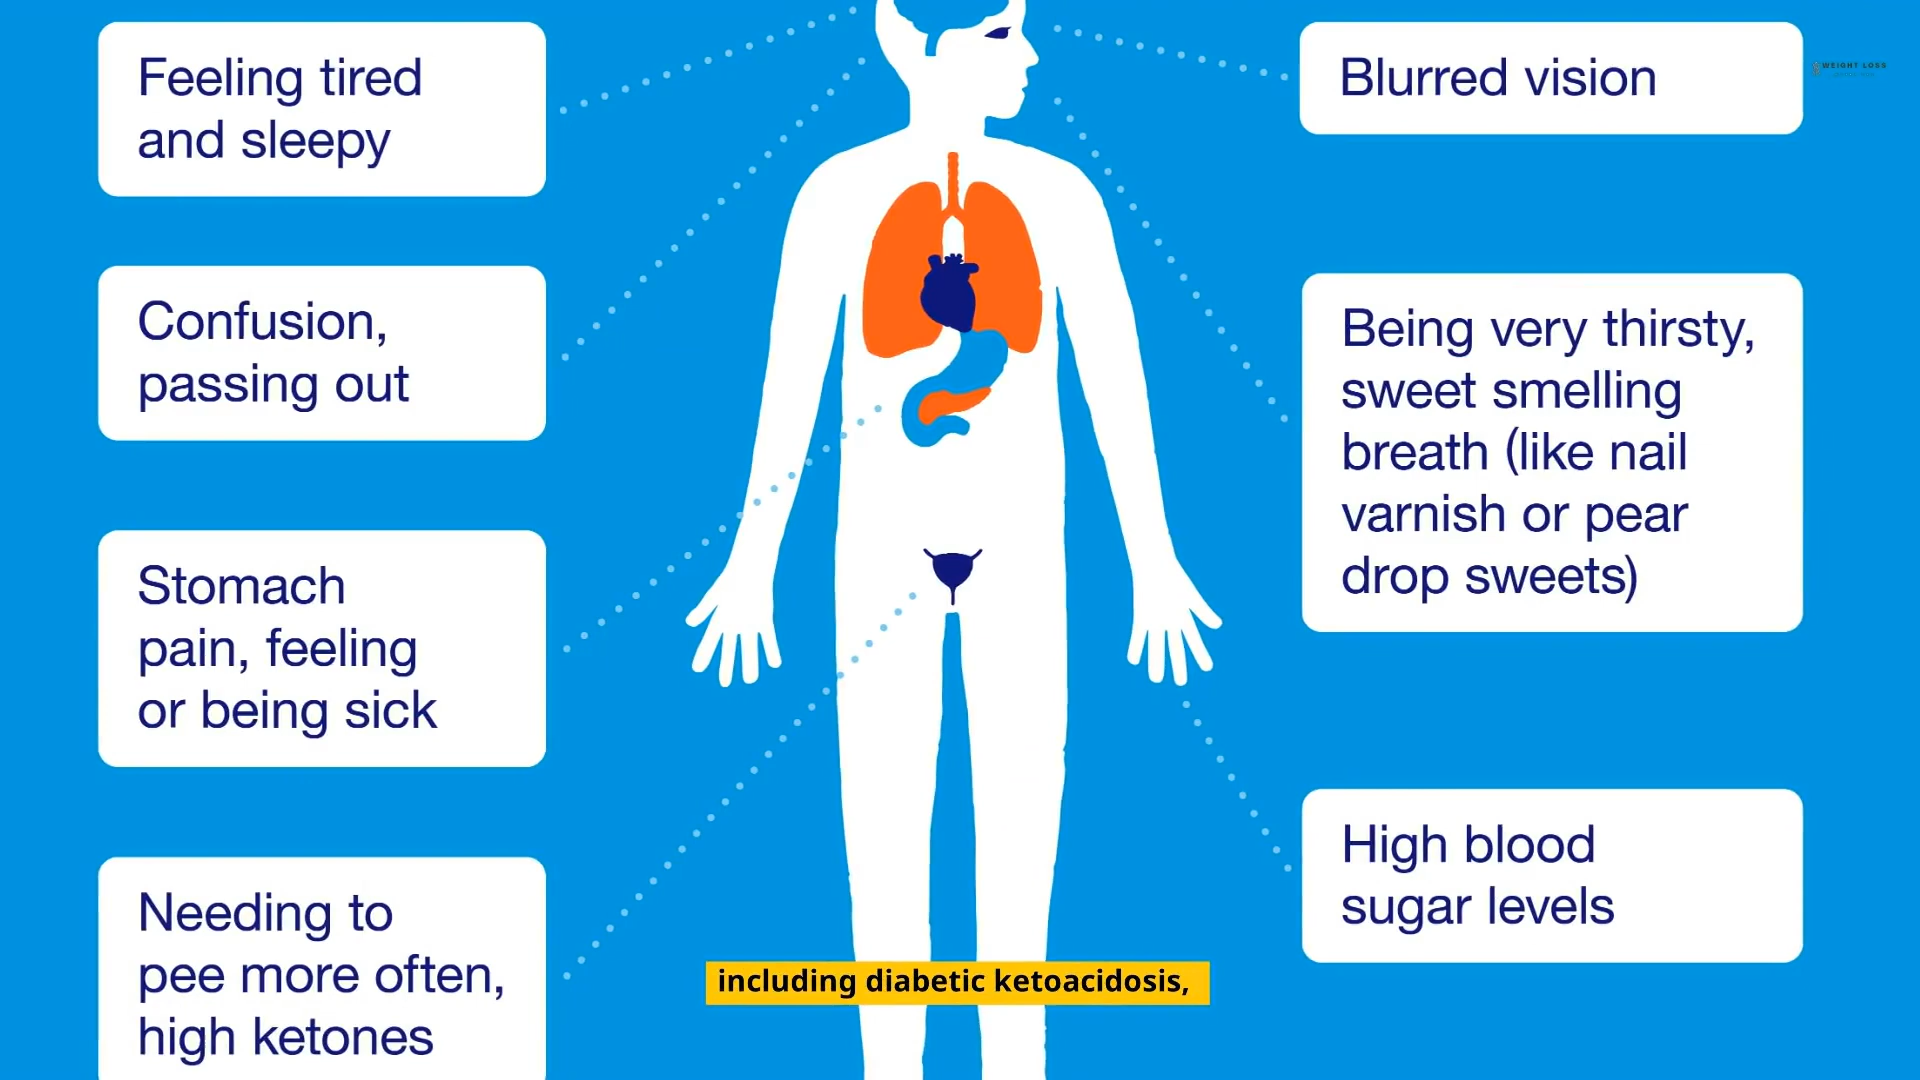 Feeling tired
and sleepy
Confusion,
passing out
Stomach
pain, feeling
or being sick
Needing to
pee more often,
high ketones
Blurred vision
WEIGHT LOSS
Being very thirsty,
sweet smelling
breath (like nail
varnish or pear
drop sweets)
High blood
sugar levels
including diabetic ketoacidosis,